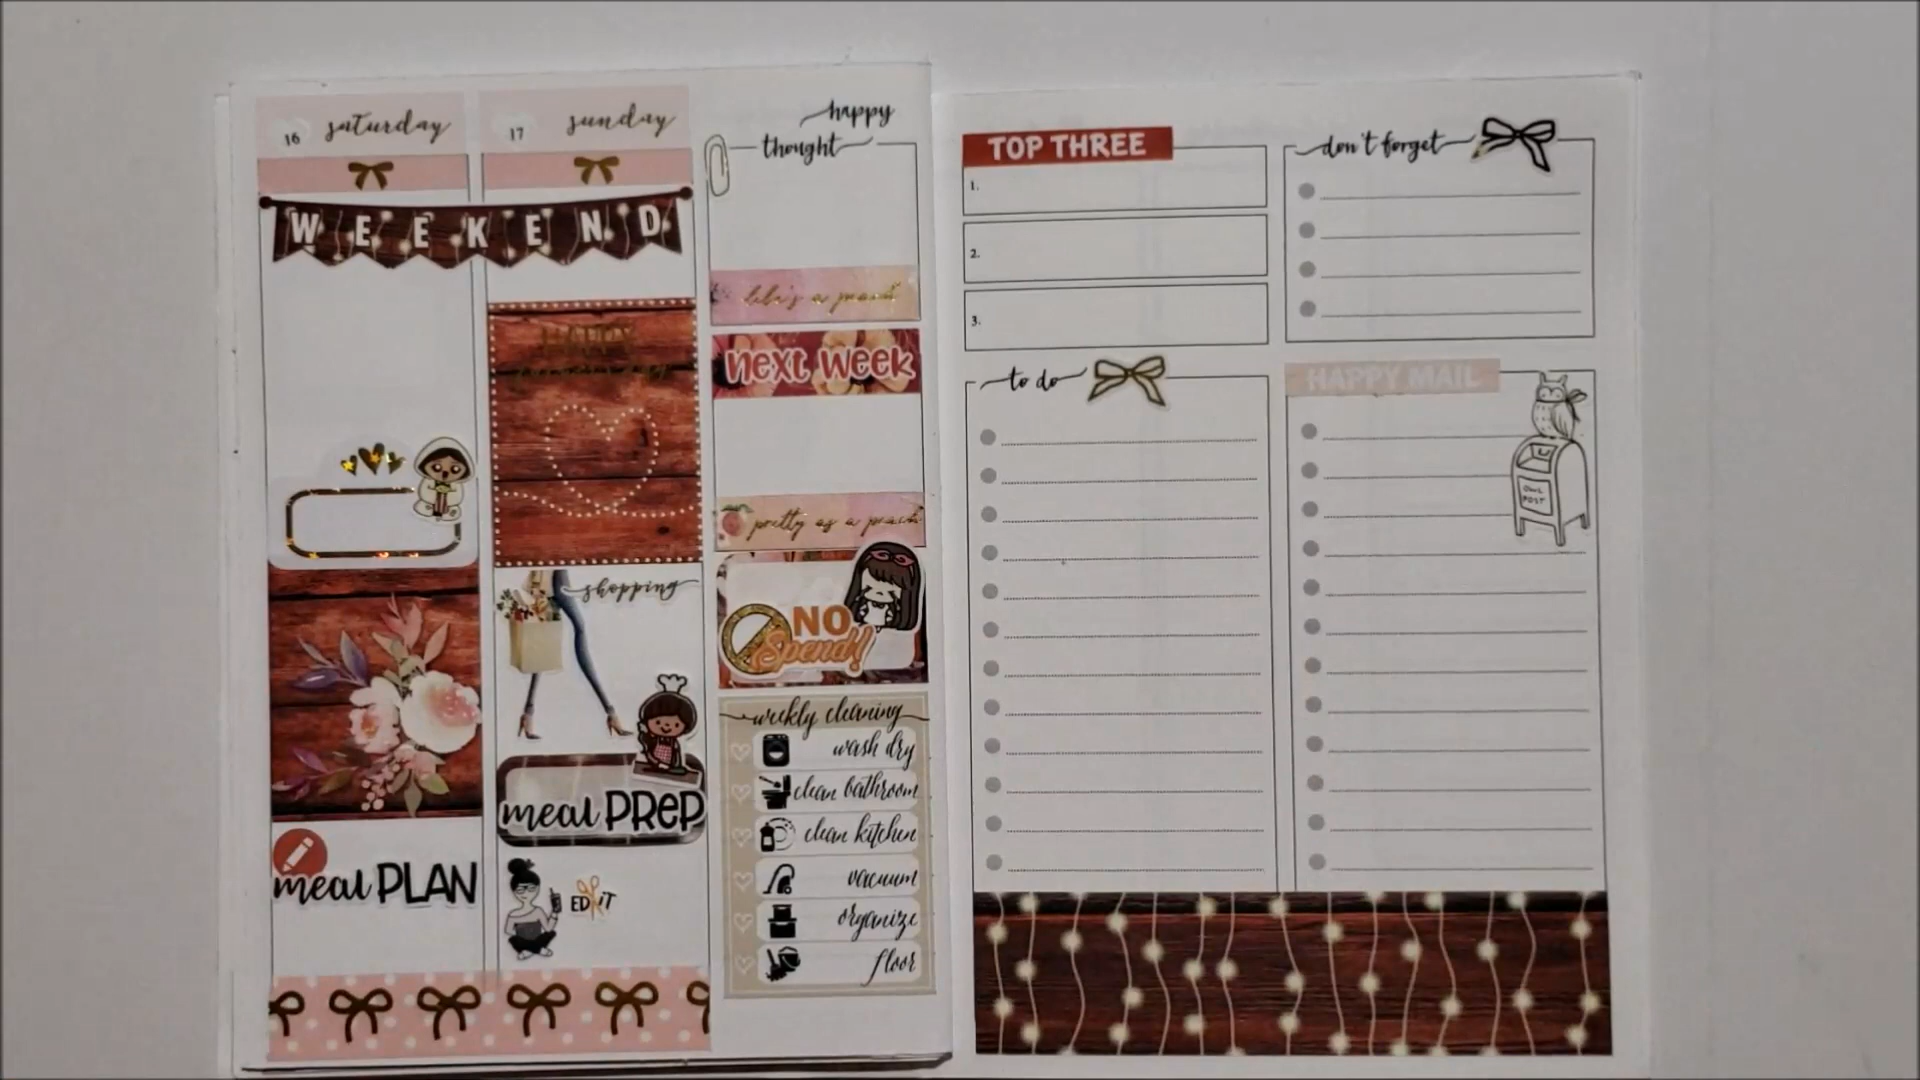 16 saturday
17 sunday
WEEKEND
shopping
meal PREP
meal PLAN
EDIT
happy
thought
life's a peach
next week
pretty as a peach
NO
Spend!
weekly cleaning
wash dry
clean bathroom
clean kitchen
vacuum
organize
floor
TOP THREE
1.
2.
3.
don't forget
to do
HAPPY MAIL
OWL
POST